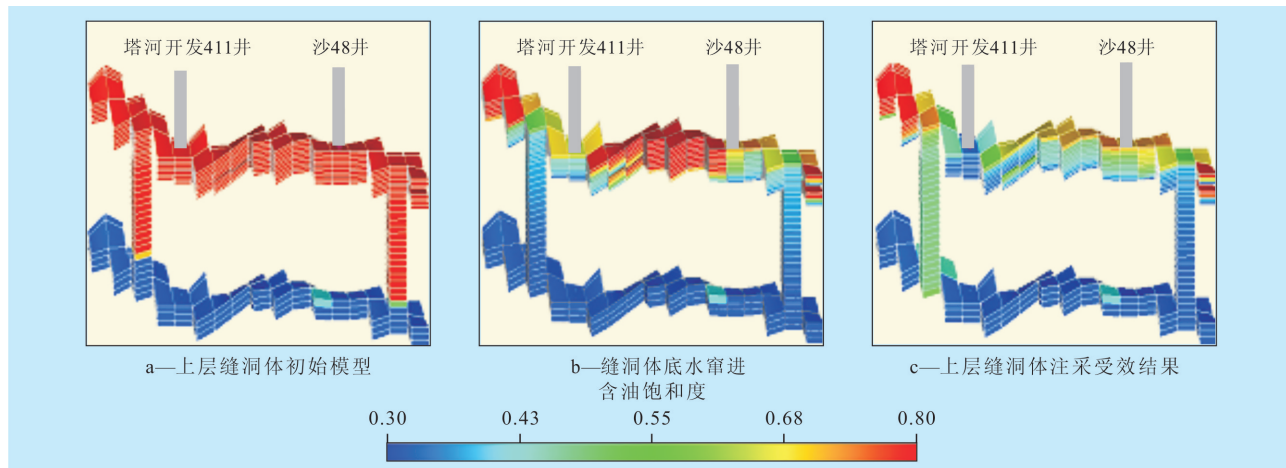 塔河开发411井 沙48井
塔河开发411井 沙48井
塔河开发411井 沙48井
a—上层缝洞体初始模型
b—缝洞体底水窜进
含油饱和度
c—上层缝洞体注采受效结果
0.30 0.43 0.55 0.68 0.80